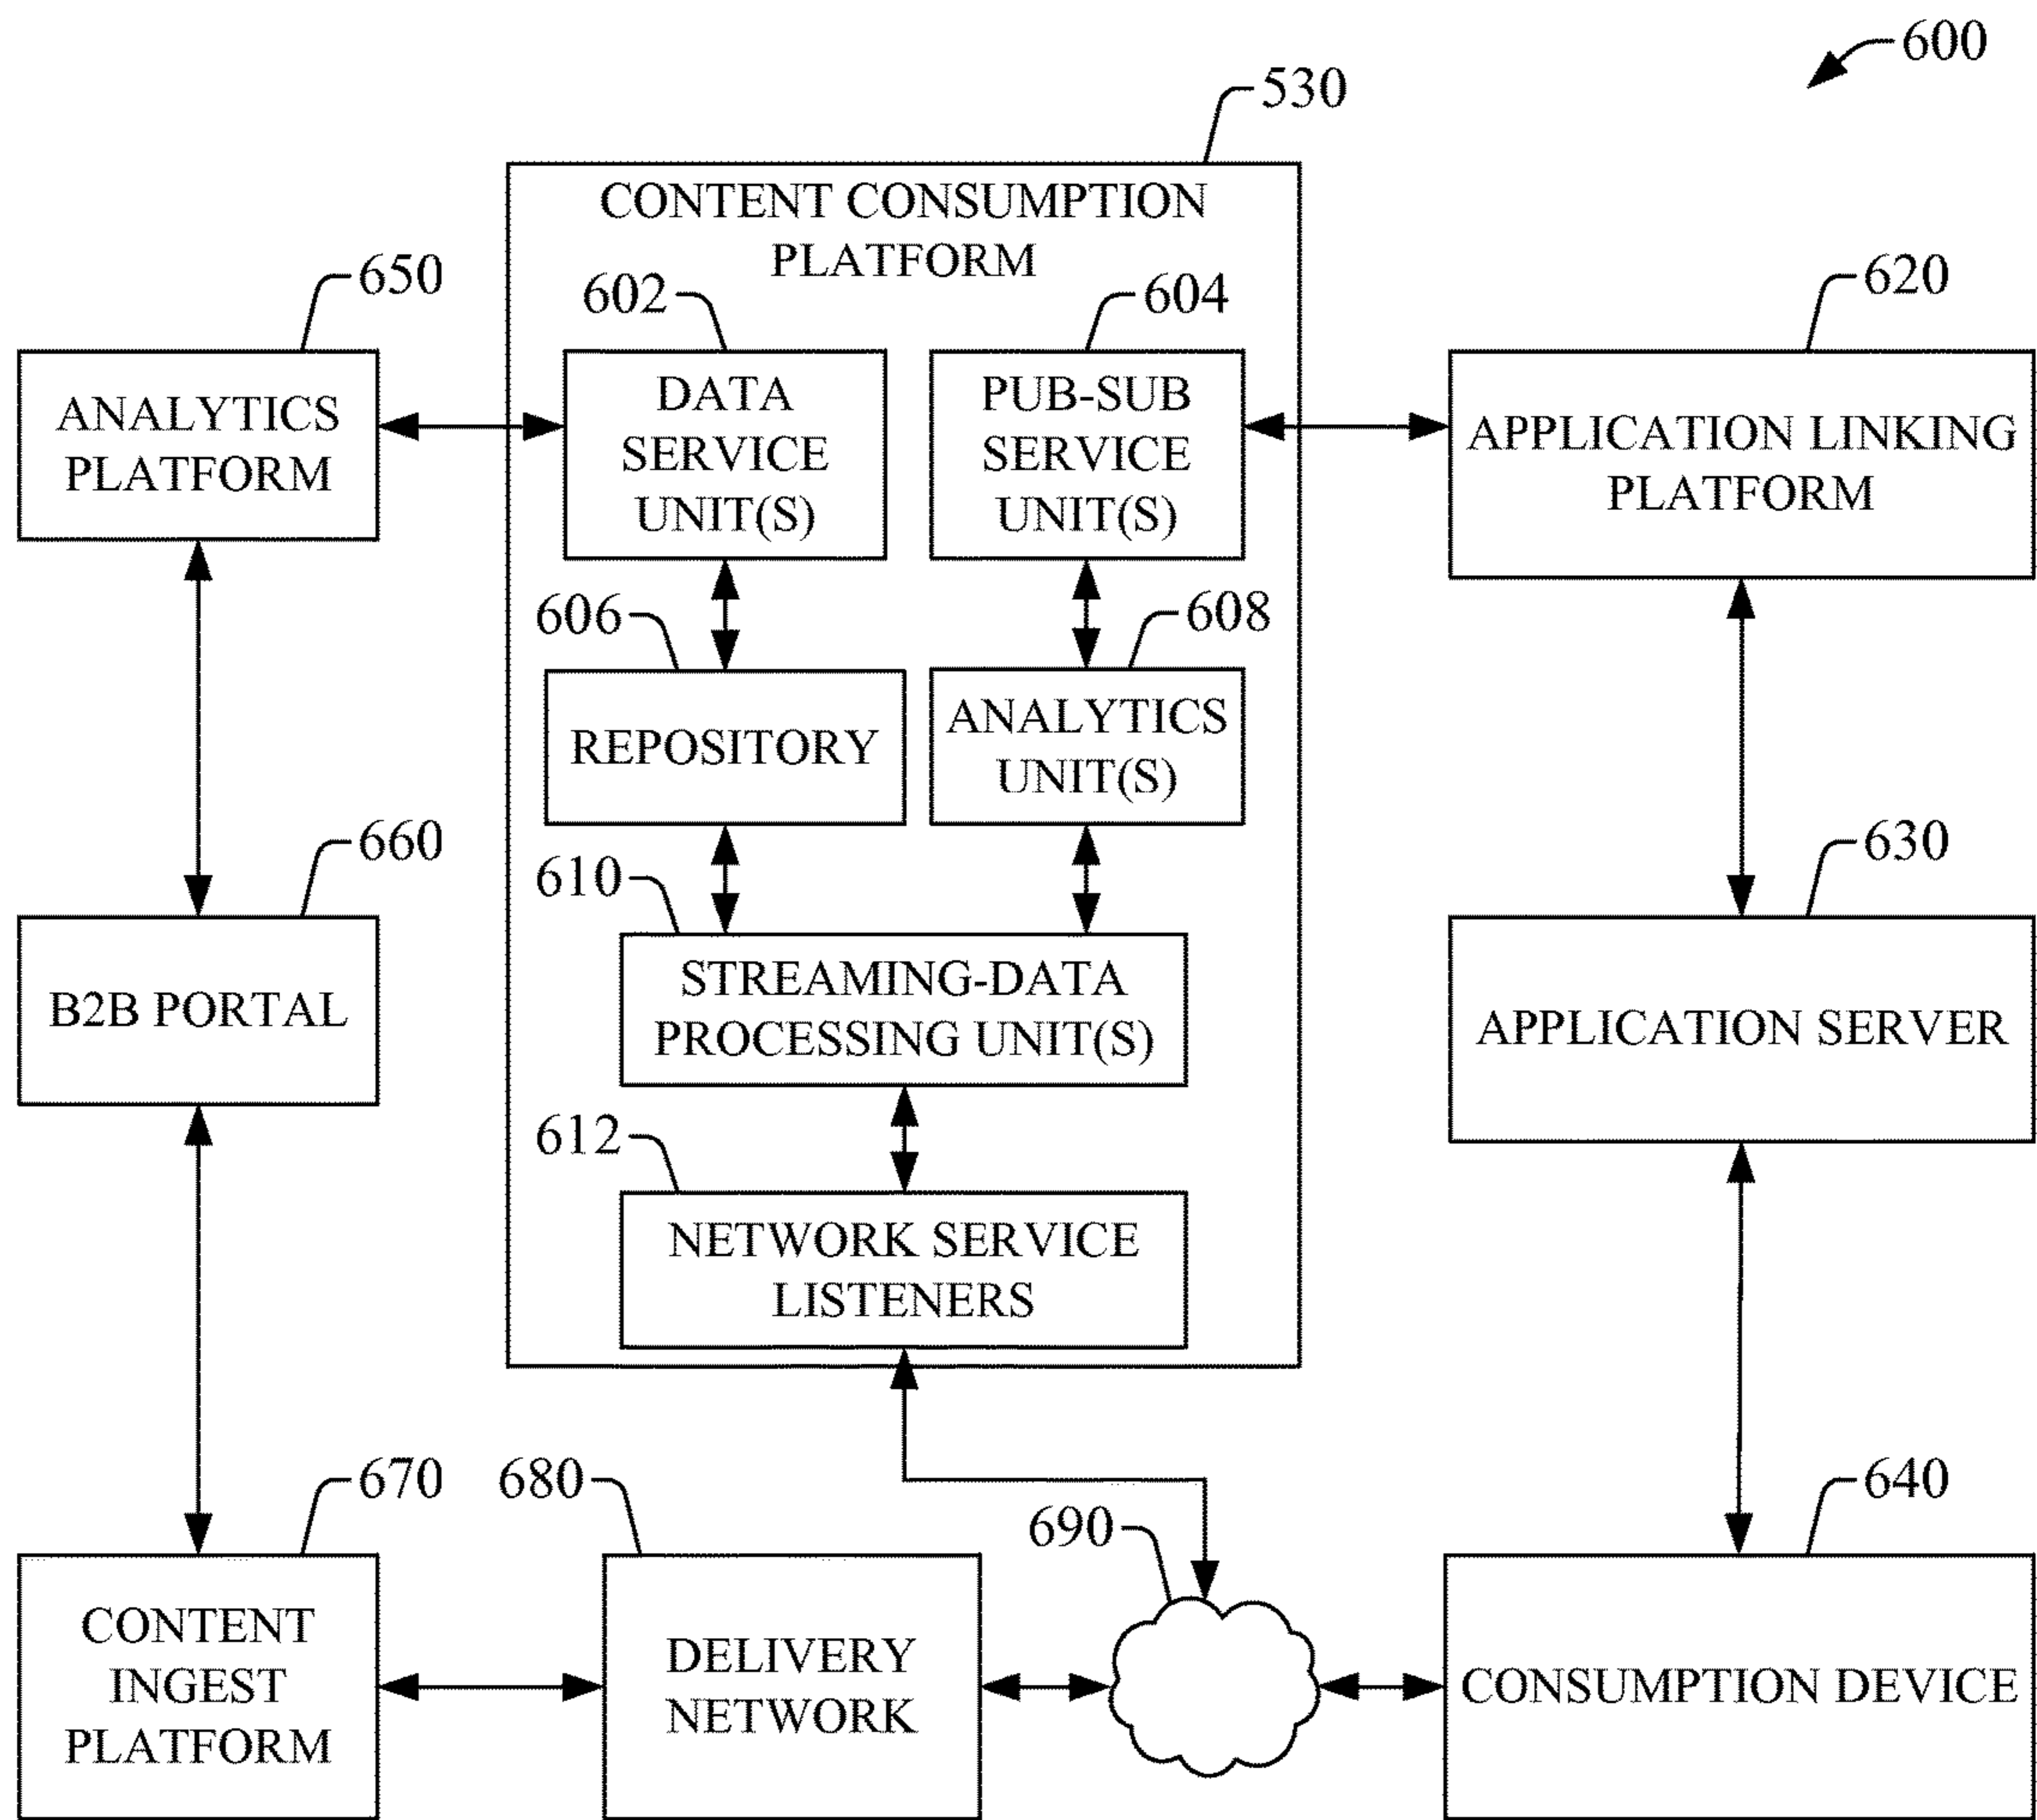 600
530
CONTENT CONSUMPTION
PLATFORM
650
602
604
620
ANALYTICS
PLATFORM
DATA
SERVICE
UNIT(S)
PUB-SUB
SERVICE
UNIT(S)
APPLICATION LINKING
PLATFORM
606
608
REPOSITORY
ANALYTICS
UNIT(S)
660
610
630
B2B PORTAL
STREAMING-DATA
PROCESSING UNIT(S)
APPLICATION SERVER
612
NETWORK SERVICE
LISTENERS
670
680
690
640
CONTENT
INGEST
PLATFORM
DELIVERY
NETWORK
CONSUMPTION DEVICE